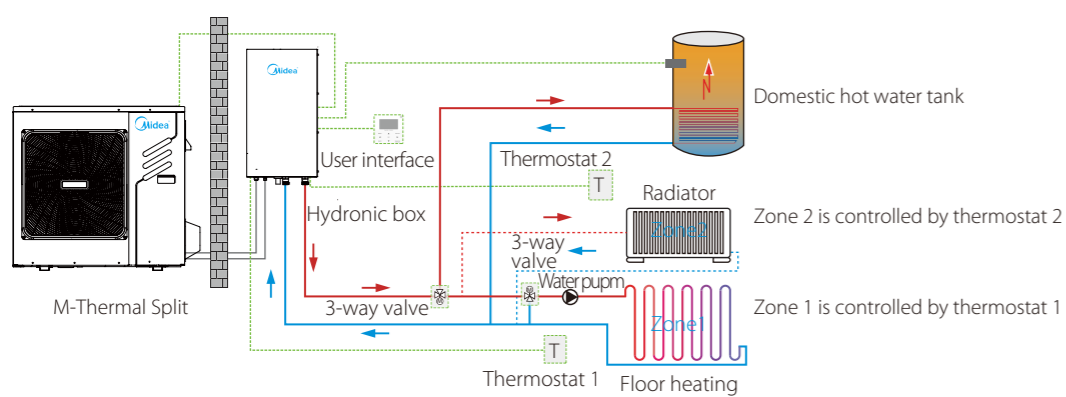 Midea
Midea
Domestic hot water tank
User interface
Thermostat 2
T
Radiator
Hydronic box
Zone2
Zone 2 is controlled by thermostat 2
3-way
valve
Water pupm
M-Thermal Split
3-way valve
Zone1
Zone 1 is controlled by thermostat 1
T
Thermostat 1
Floor heating